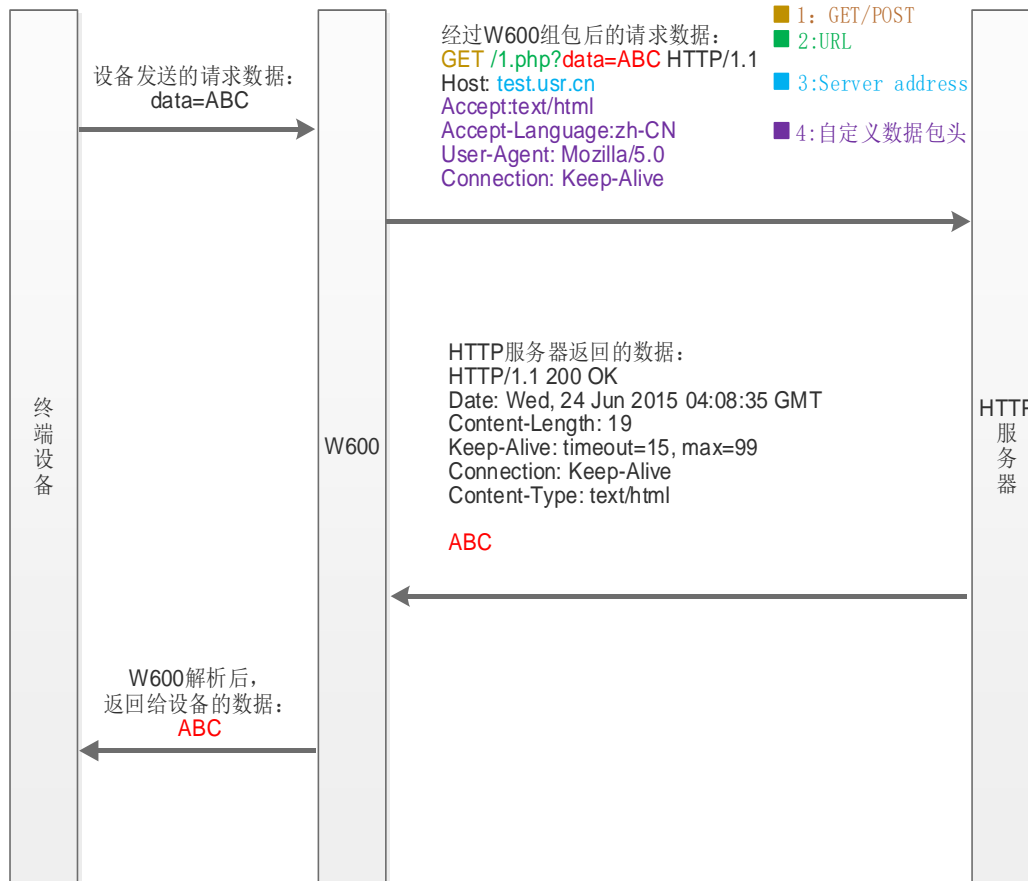 设备发送的请求数据：
data=ABC
经过W600组包后的请求数据：
GET /1.php?data=ABC HTTP/1.1
Host: test.usr.cn
Accept:text/html
Accept-Language:zh-CN
User-Agent: Mozilla/5.0
Connection: Keep-Alive
1: GET/POST
2:URL
3:Server address
4:自定义数据包头
HTTP服务器返回的数据：
HTTP/1.1 200 OK
Date: Wed, 24 Jun 2015 04:08:35 GMT
Content-Length: 19
Keep-Alive: timeout=15, max=99
Connection: Keep-Alive
Content-Type: text/html
ABC
终
端
设
备
W600
HTTP
服
务
器
W600解析后，
返回给设备的数据：
ABC